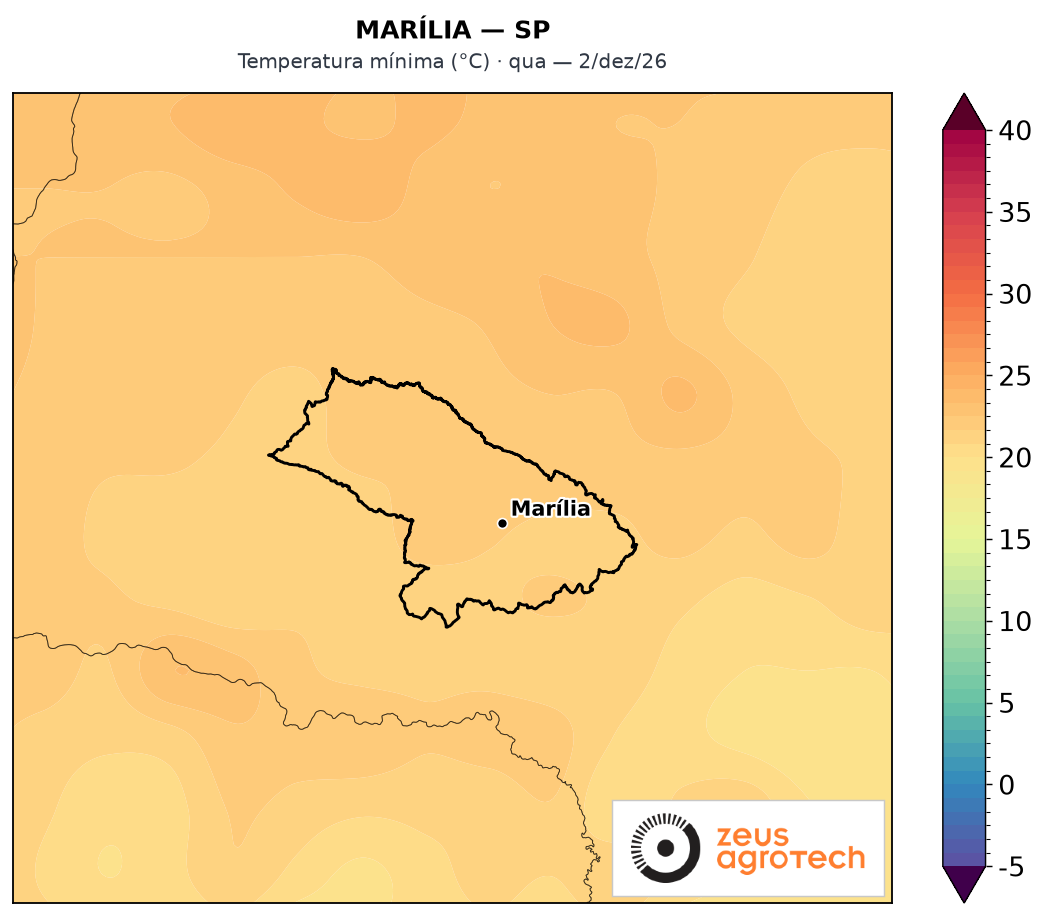 MARÍLIA — SP
Temperatura mínima (°C) · qua — 2/dez/26
40
35
30
25
20
15
10
5
0
-5
Marília
zeus
agrotech